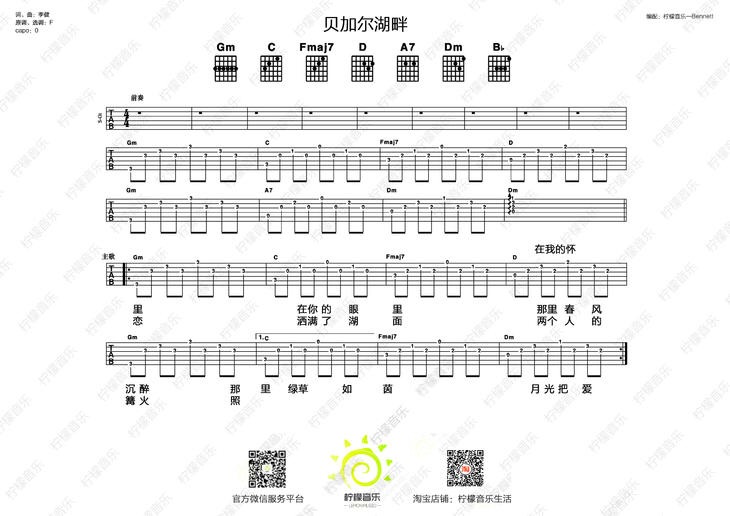 贝加尔湖畔
词、曲：李健
原调、选调：F
capo：0
编配：柠檬音乐—Bennett
Gm C Fmaj7 D A7 Dm B♭
前奏
Gm C Fmaj7 D
Gm A7 Dm Dm
在我的怀
主歌 Gm C Fmaj7 D
里 在你的 眼 里 那里 春 风
恋 洒满了 湖 面 两个 人 的
Gm 1.C Fmaj7 Dm
沉醉 那 里 绿草 如 茵 月光把 爱
篝火 照
官方微信服务平台
柠檬音乐
LEMON MUSIC
淘宝店铺：柠檬音乐生活